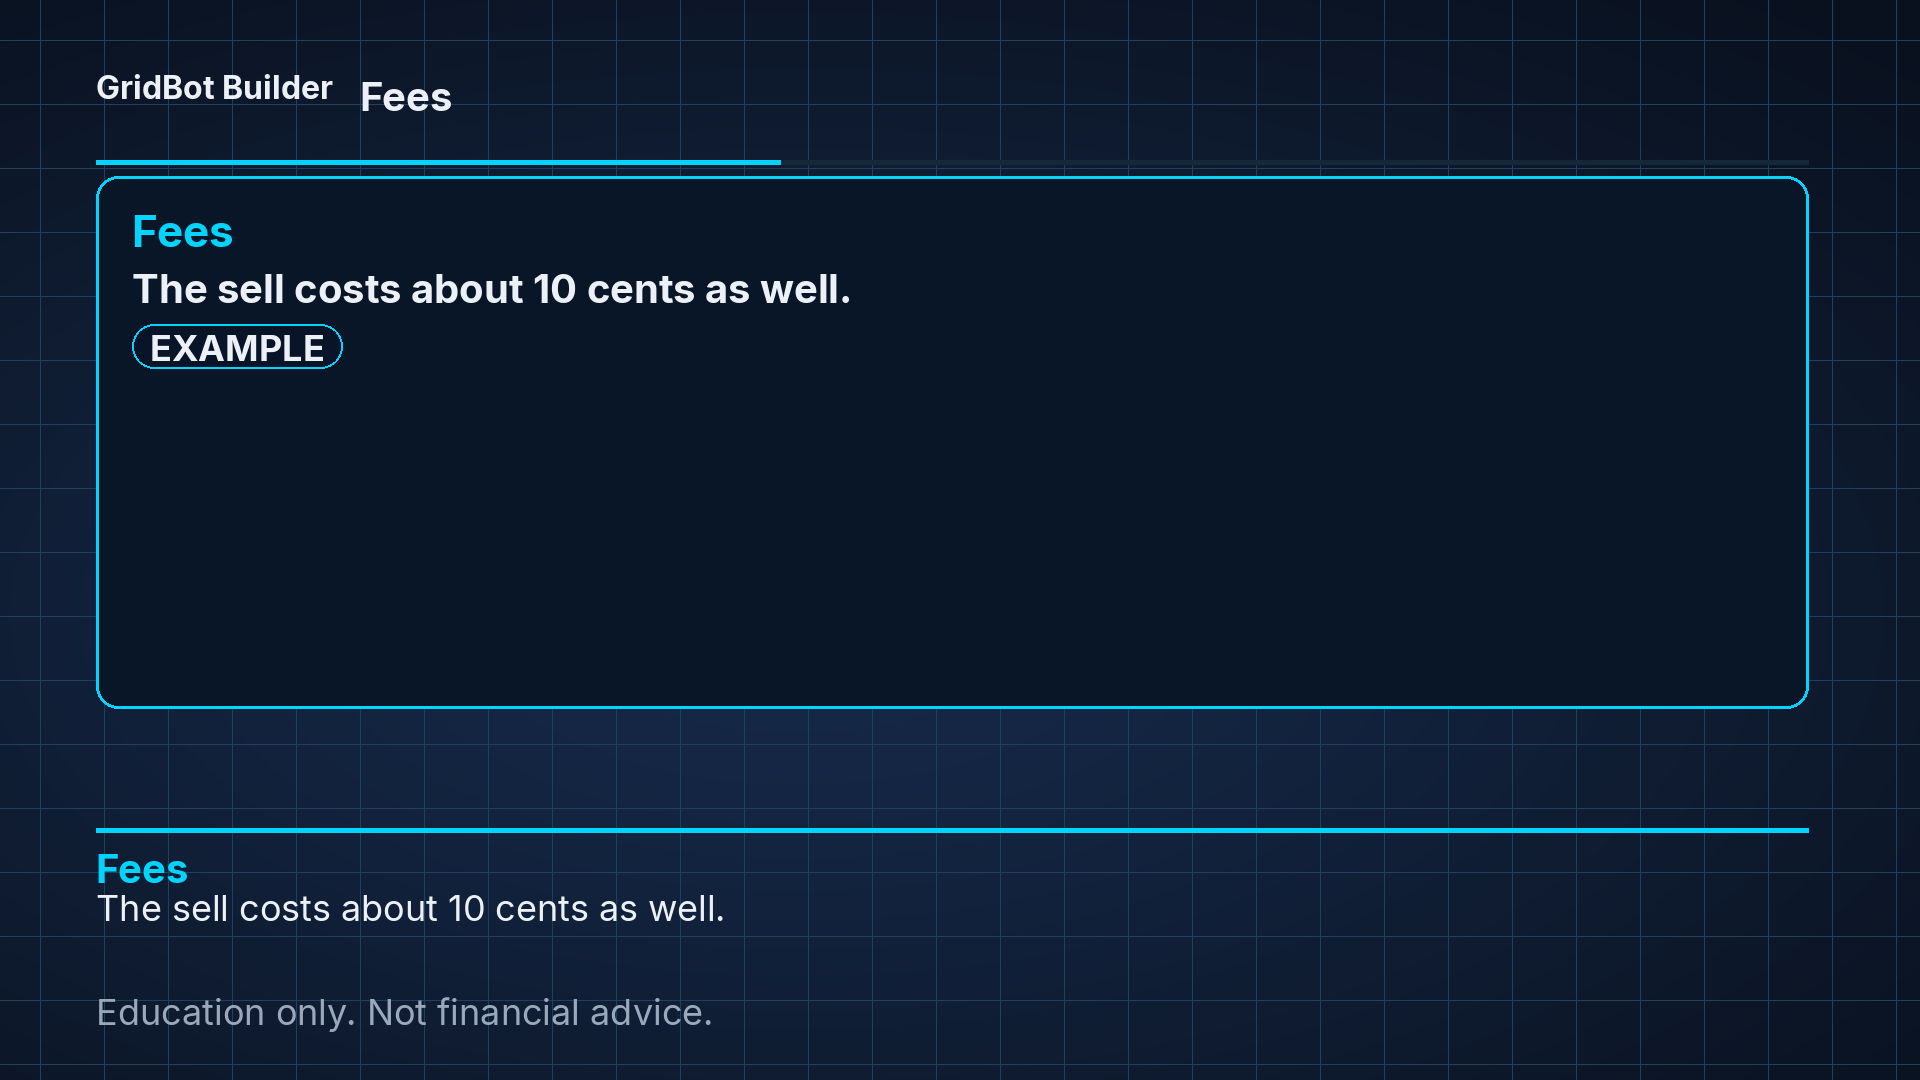 GridBot Builder Fees
Fees
The sell costs about 10 cents as well.
EXAMPLE
Fees
The sell costs about 10 cents as well.
Education only. Not financial advice.